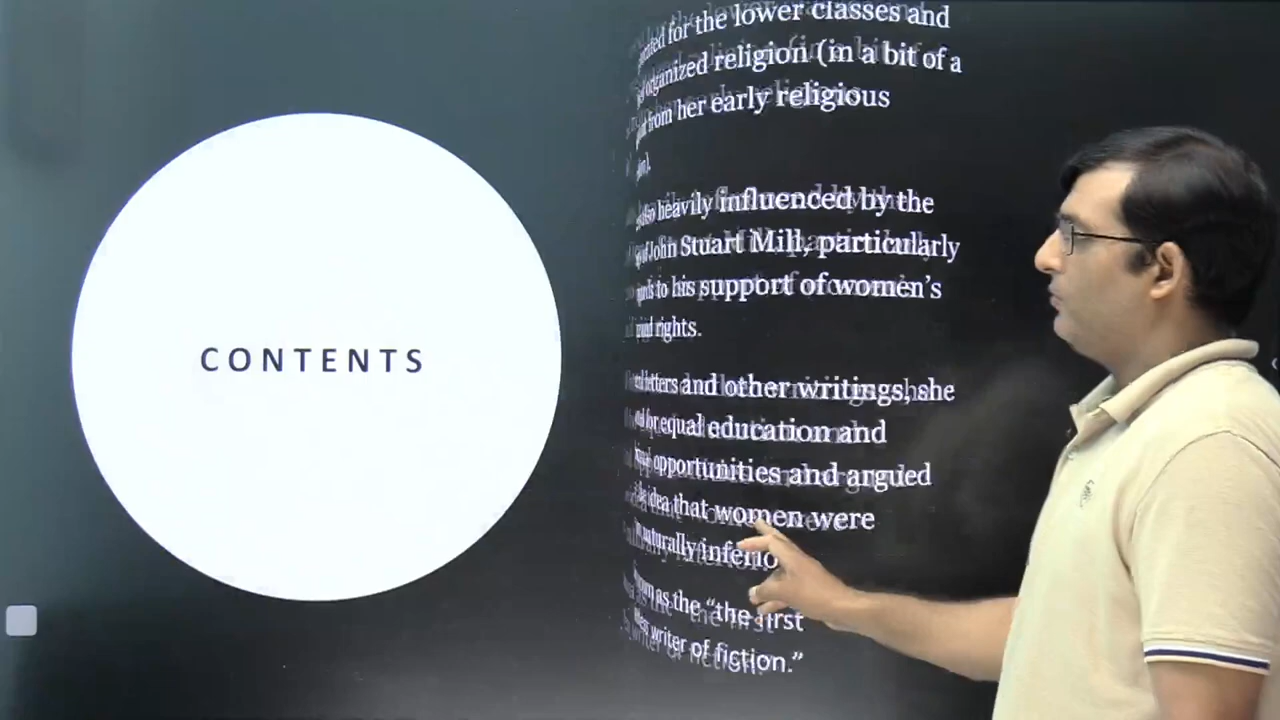 CONTENTS
for the lower classes and
organized religion (in a bit of a
from her early religious
heavily influenced by the
of John Stuart Mill, particularly
to his support of women's
rights.
letters and other writings, she
for equal education and
opportunities and argued
idea that women were
naturally
as the “the first
writer of fiction.”